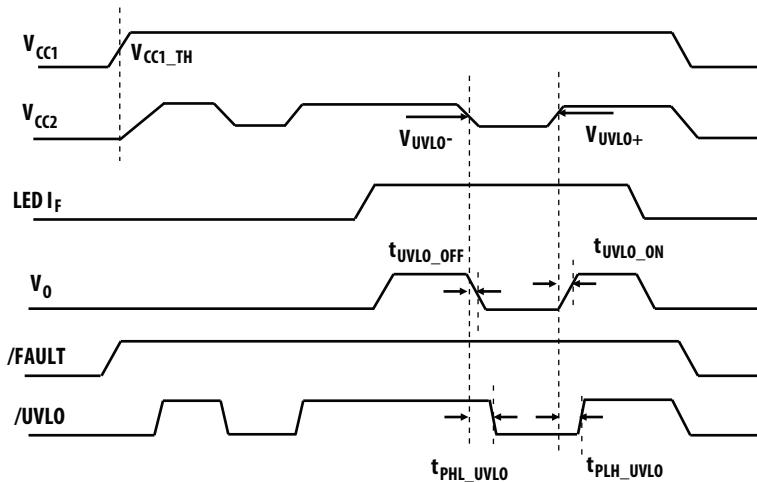 VCC1
VCC1_TH
VCC2
VUVLO-
VUVLO+
LED IF
tUVLO_OFF
tUVLO_ON
VO
/FAULT
/UVLO
tPHL_UVLO
tPLH_UVLO